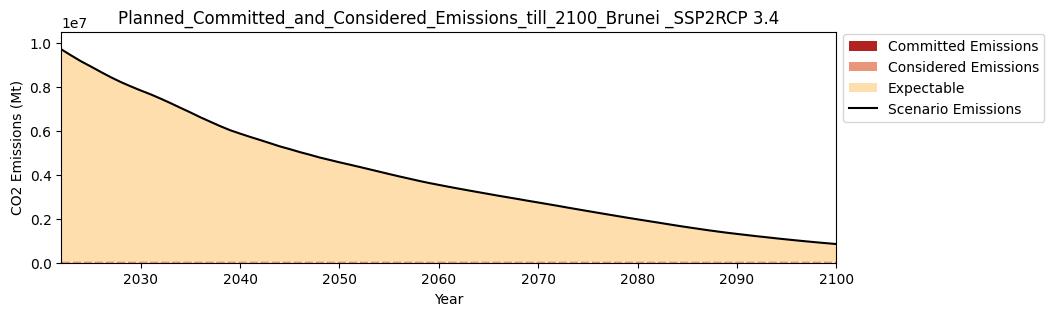 Planned_Committed_and_Considered_Emissions_till_2100_Brunei _SSP2RCP 3.4
1e7
1.0
0.8
0.6
0.4
0.2
0.0
CO2 Emissions (Mt)
2030 2040 2050 2060 2070 2080 2090 2100
Year
Committed Emissions
Considered Emissions
Expectable
Scenario Emissions